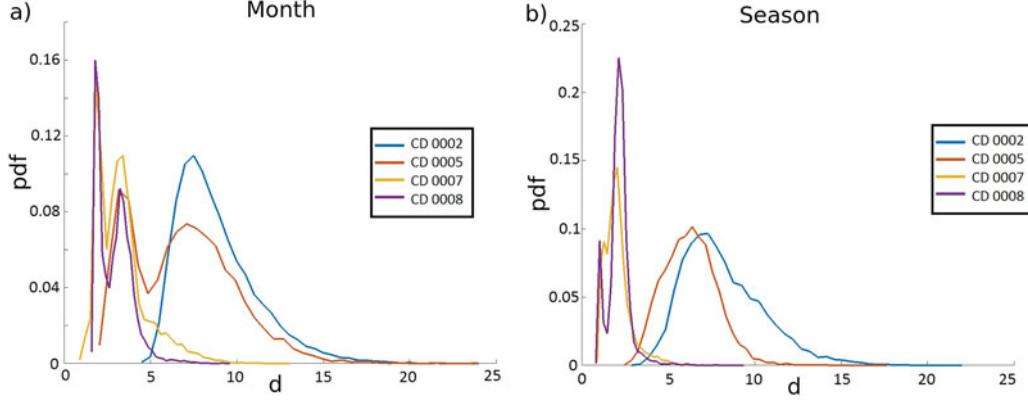 a) Month
0.16
0.12
0.08
0.04
0
pdf
0 5 10 15 20 25
d
CD 0002
CD 0005
CD 0007
CD 0008
b) Season
0.25
0.2
0.15
0.1
0.05
0
pdf
0 5 10 15 20 25
d
CD 0002
CD 0005
CD 0007
CD 0008